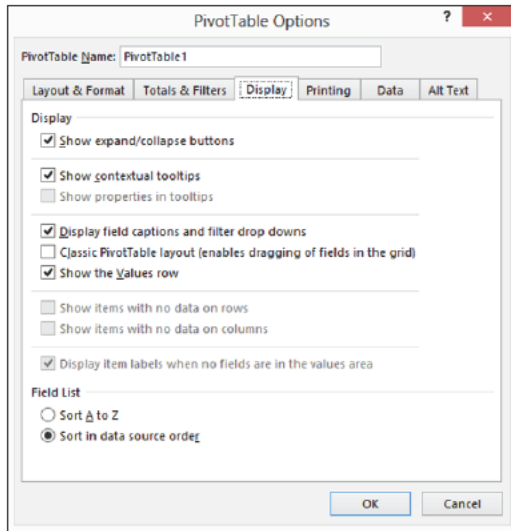 PivotTable Options
? ×
PivotTable Name: PivotTable1
Layout & Format Totals & Filters Display Printing Data Alt Text
Display
Show expand/collapse buttons
Show contextual tooltips
Show properties in tooltips
Display field captions and filter drop downs
Classic PivotTable layout (enables dragging of fields in the grid)
Show the Values row
Show items with no data on rows
Show items with no data on columns
Display item labels when no fields are in the values area
Field List
Sort A to Z
Sort in data source order
OK Cancel